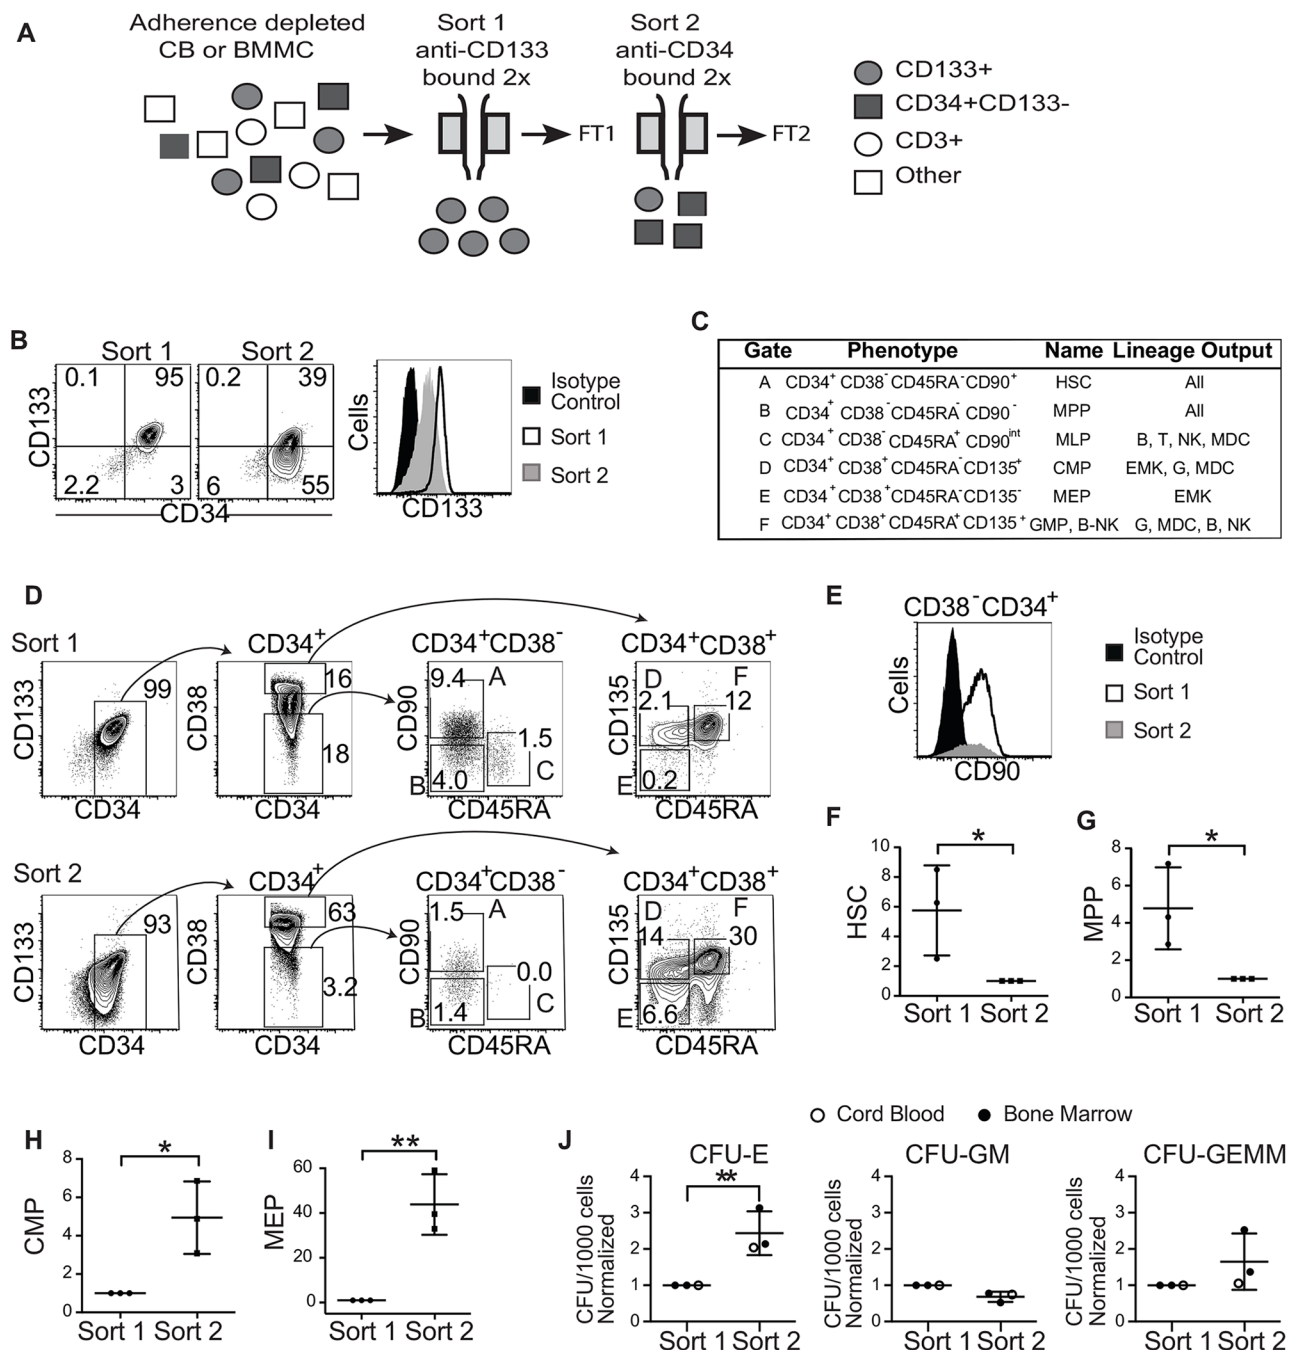 A
Adherence depleted
CB or BMMC
Sort 1
anti-CD133
bound 2x
Sort 2
anti-CD34
bound 2x
FT1
FT2
CD133+
CD34+CD133-
CD3+
Other
B
Sort 1
Sort 2
0.1
95
2.2
3
0.2
39
6
55
CD133
CD34
Cells
CD133
Isotype
Control
Sort 1
Sort 2
C
Gate Phenotype Name Lineage Output
A CD34+ CD38- CD45RA- CD90+ HSC All
B CD34+ CD38- CD45RA- CD90- MPP All
C CD34+ CD38- CD45RA+ CD90int MLP B, T, NK, MDC
D CD34+ CD38+ CD45RA- CD135+ CMP EMK, G, MDC
E CD34+ CD38+ CD45RA- CD135- MEP EMK
F CD34+ CD38+ CD45RA+ CD135+ GMP, B-NK G, MDC, B, NK
D
Sort 1
CD34+
CD34+CD38-
CD34+CD38+
CD133
99
CD34
CD38
16
18
CD34
CD90
9.4
A
1.5
B
4.0
C
CD45RA
CD135
D
F
2.1
12
E
0.2
CD45RA
Sort 2
CD34+
CD34+CD38-
CD34+CD38+
CD133
93
CD34
CD38
63
3.2
CD34
CD90
1.5
A
0.0
B
1.4
C
CD45RA
CD135
D
F
14
30
E
6.6
CD45RA
E
CD38-CD34+
Cells
CD90
Isotype
Control
Sort 1
Sort 2
F
HSC
10
8
6
4
2
0
*
Sort 1 Sort 2
G
MPP
8
6
4
2
0
*
Sort 1 Sort 2
H
CMP
8
6
4
2
0
*
Sort 1 Sort 2
I
MEP
60
40
20
0
**
Sort 1 Sort 2
J
Cord Blood
Bone Marrow
CFU-E
CFU/1000 cells
Normalized
4
3
2
1
0
**
Sort 1 Sort 2
CFU-GM
CFU/1000 cells
Normalized
4
3
2
1
0
Sort 1 Sort 2
CFU-GEMM
CFU/1000 cells
Normalized
4
3
2
1
0
Sort 1 Sort 2